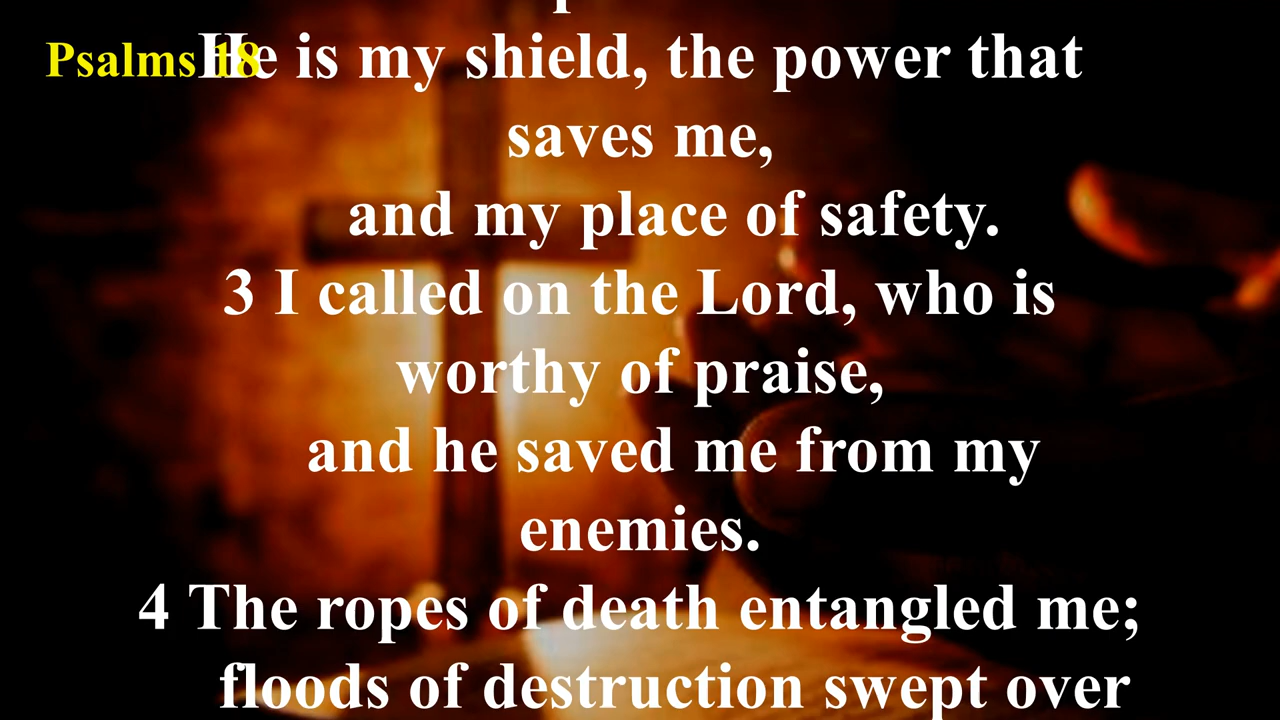 Psalms 18
He is my shield, the power that
saves me,
and my place of safety.
3 I called on the Lord, who is
worthy of praise,
and he saved me from my
enemies.
4 The ropes of death entangled me;
floods of destruction swept over